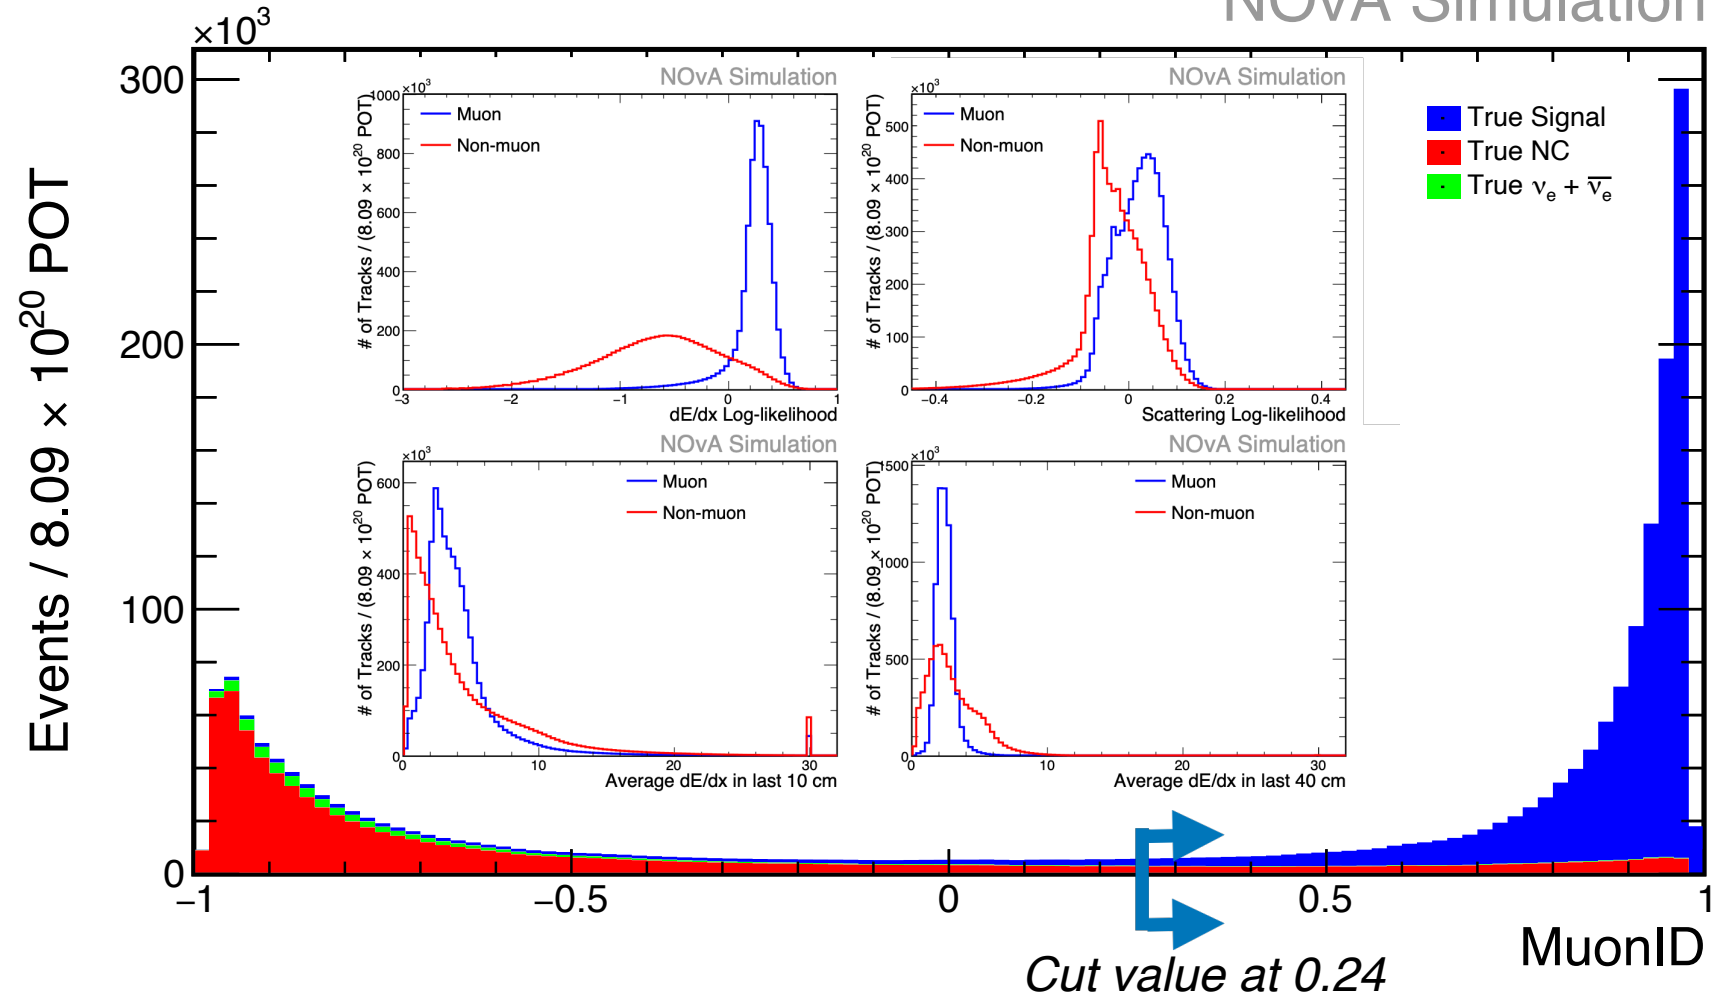 NOvA Simulation
×10³
300
200
100
0
Events / 8.09 × 10²⁰ POT
True Signal
True NC
True νₑ + ν̅ₑ
NOvA Simulation
×10³
1000
800
600
400
200
0
# of Tracks / (8.09 × 10²⁰ POT)
Muon
Non-muon
−3 −2 −1 0 1
dE/dx Log-likelihood
NOvA Simulation
×10³
500
400
300
200
100
0
# of Tracks / (8.09 × 10²⁰ POT)
Muon
Non-muon
−0.4 −0.2 0 0.2 0.4
Scattering Log-likelihood
NOvA Simulation
×10³
600
400
200
0
# of Tracks / (8.09 × 10²⁰ POT)
Muon
Non-muon
0 10 20 30
Average dE/dx in last 10 cm
NOvA Simulation
×10³
1500
1000
500
0
# of Tracks / (8.09 × 10²⁰ POT)
Muon
Non-muon
0 10 20 30
Average dE/dx in last 40 cm
−1 −0.5 0 0.5 1
MuonID
Cut value at 0.24